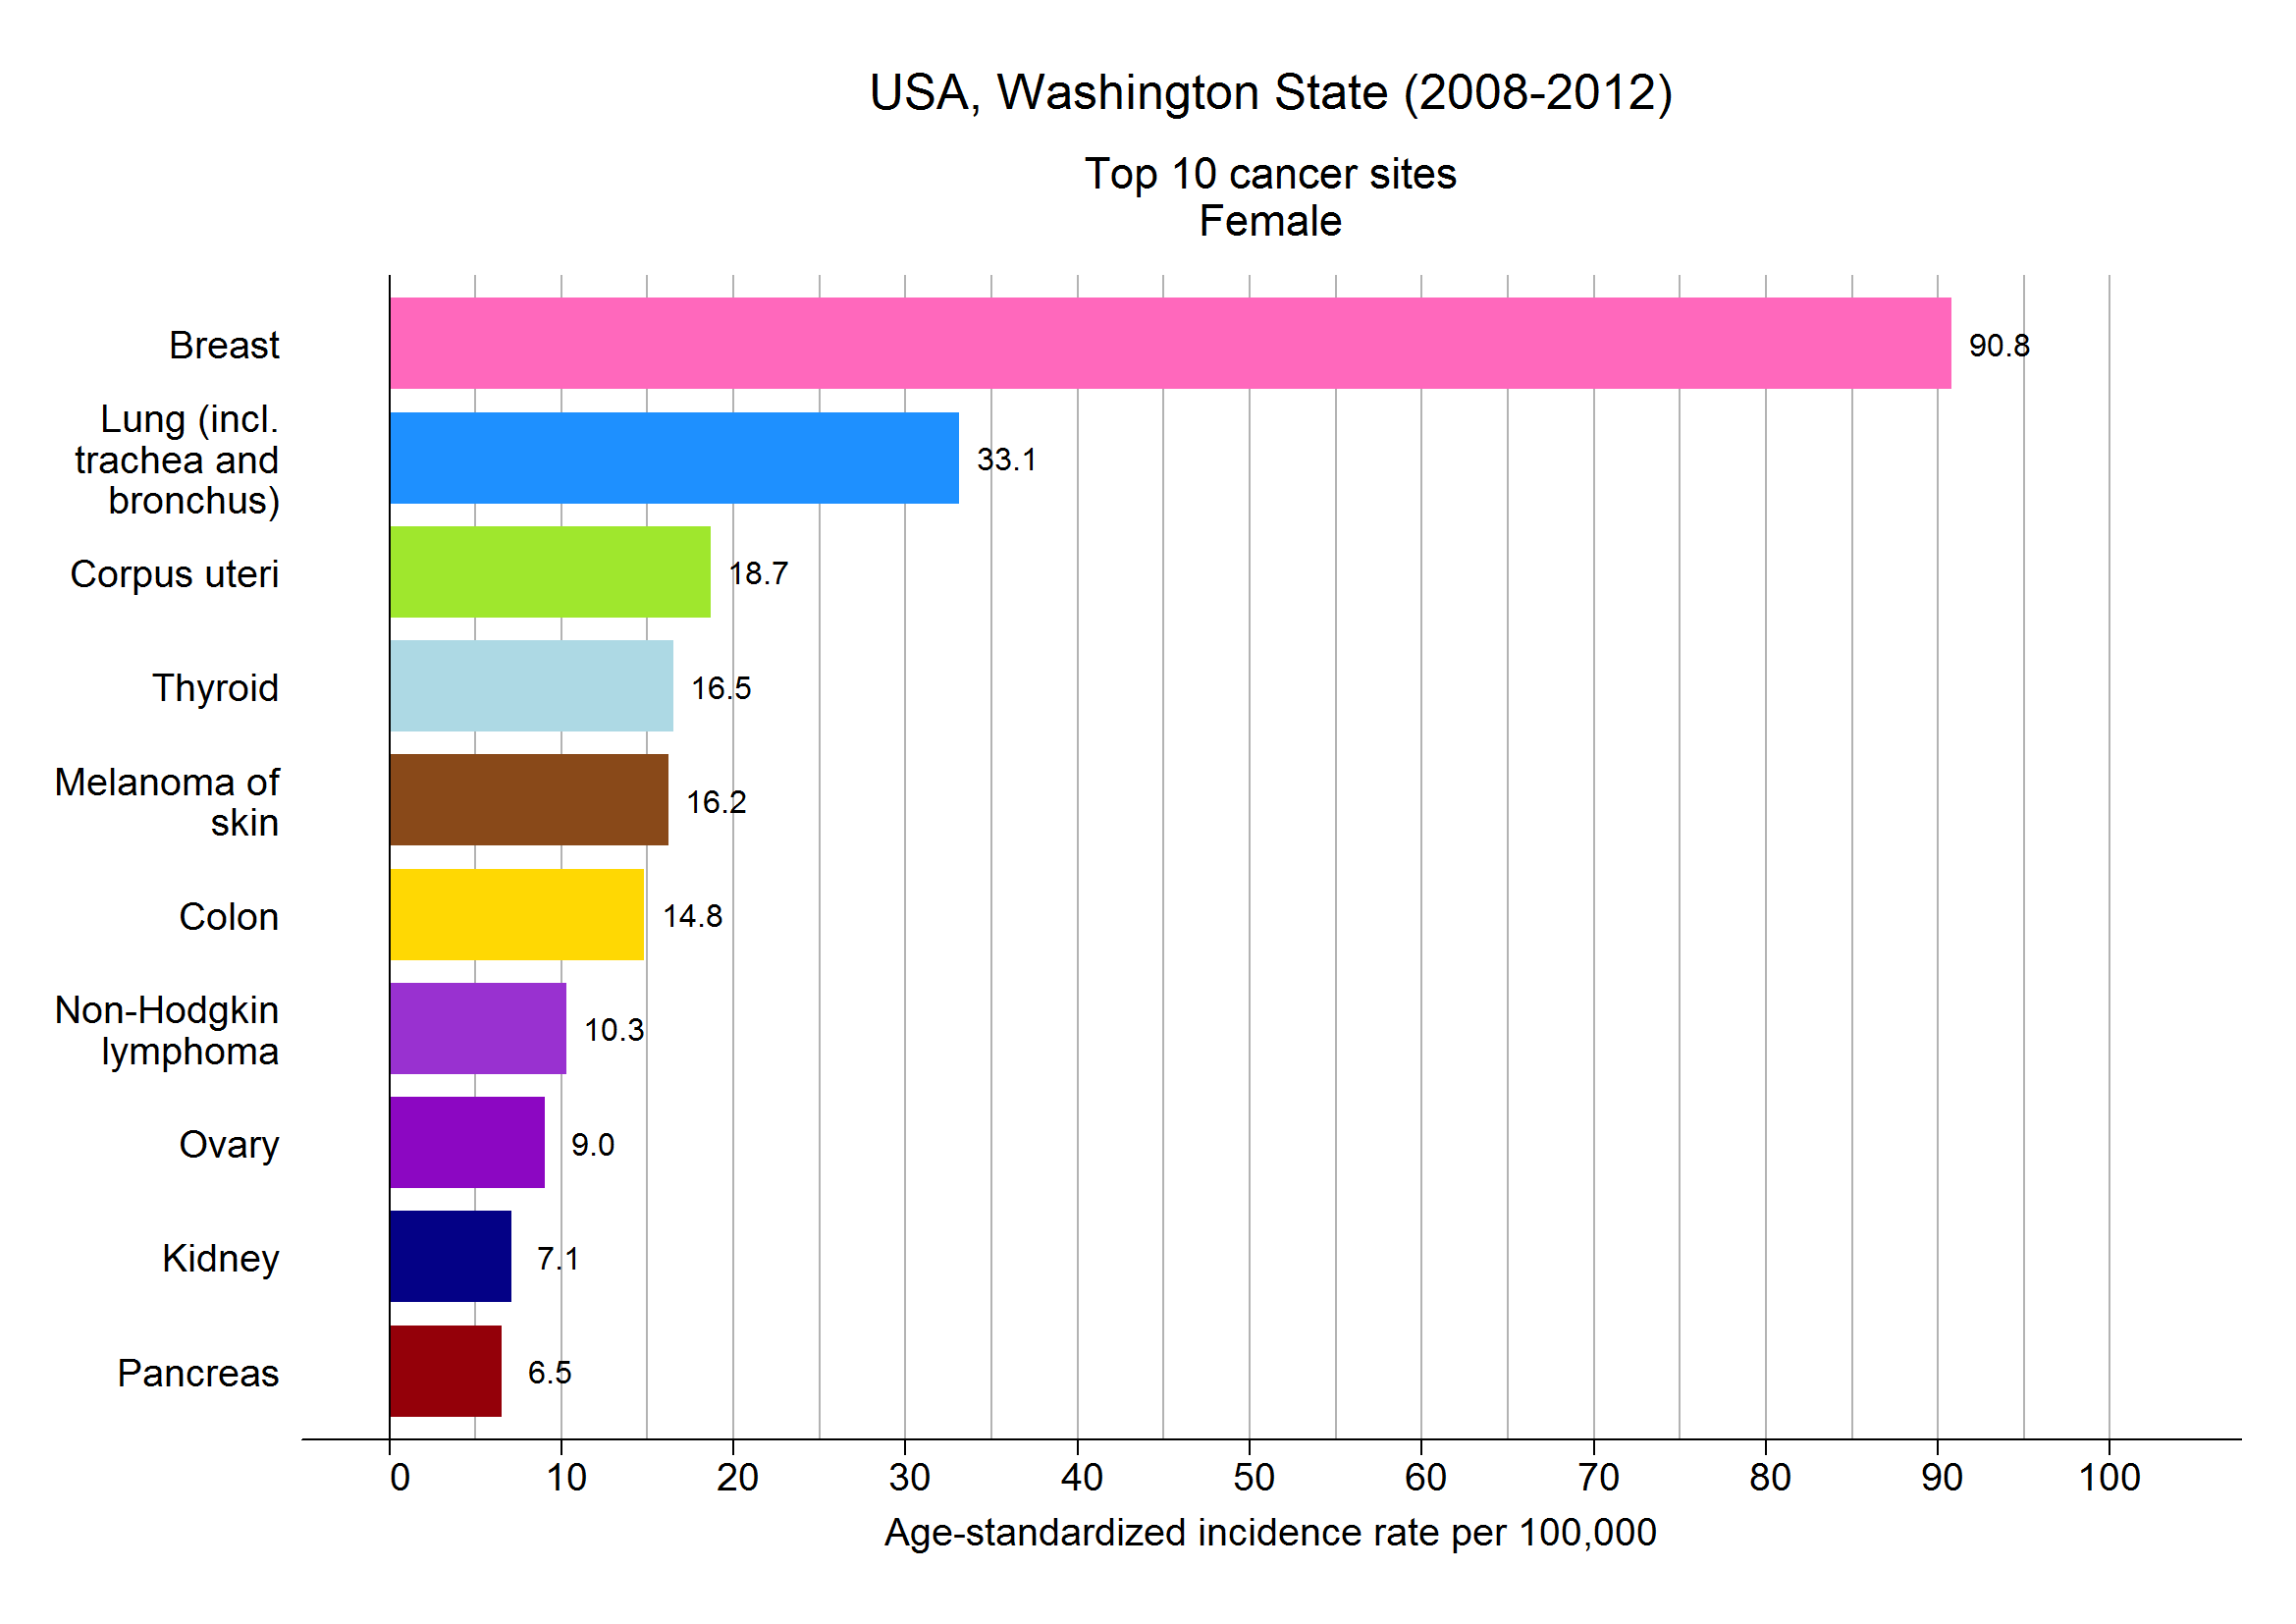 USA, Washington State (2008-2012)
Top 10 cancer sites
Female
Breast
90.8
Lung (incl.
trachea and
bronchus)
33.1
Corpus uteri
18.7
Thyroid
16.5
Melanoma of
skin
16.2
Colon
14.8
Non-Hodgkin
lymphoma
10.3
Ovary
9.0
Kidney
7.1
Pancreas
6.5
0 10 20 30 40 50 60 70 80 90 100
Age-standardized incidence rate per 100,000